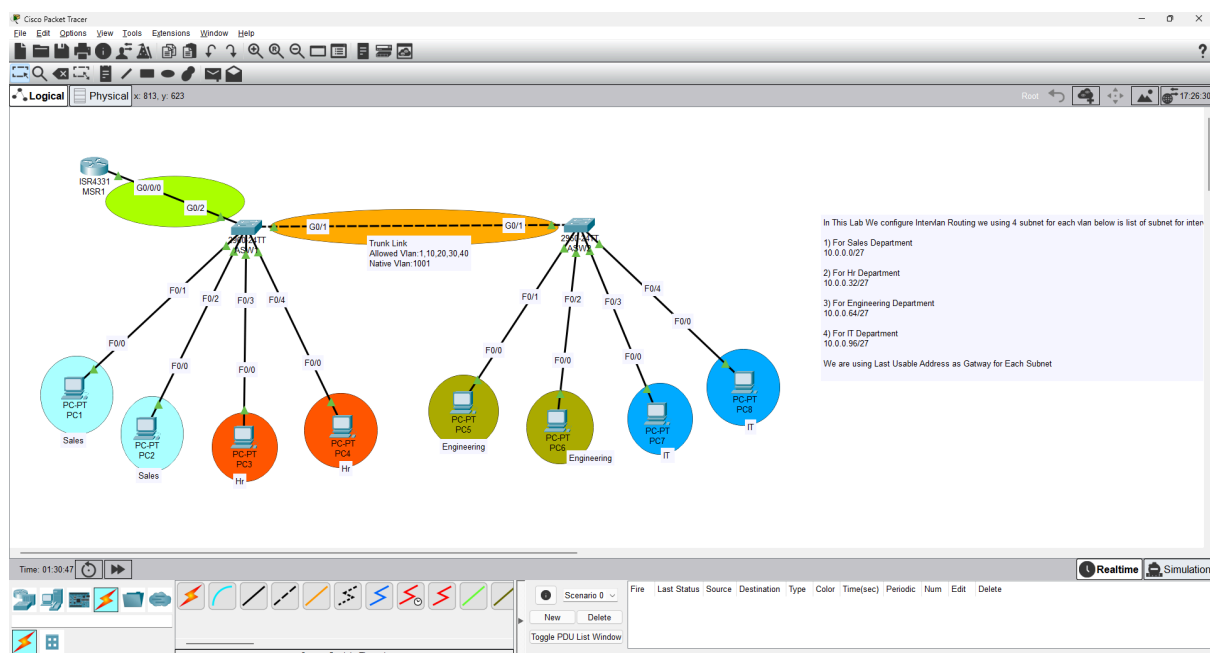 Cisco Packet Tracer
File Edit Options View Tools Extensions Window Help
?
Logical Physical x: 813, y: 623
Root 17:26:30
ISR4331
MSR1
G0/0/0
G0/2
G0/1
G0/1
ASW1
ASW2
Trunk Link
Allowed Vlan:1,10,20,30,40
Native Vlan:1001
In This Lab We configure Intervlan Routing we using 4 subnet for each vlan below is list of subnet for interv
1) For Sales Department
10.0.0.0/27
2) For Hr Department
10.0.0.32/27
3) For Engineering Department
10.0.0.64/27
4) For IT Department
10.0.0.96/27
We are using Last Usable Address as Gatway for Each Subnet
F0/1
F0/2
F0/3
F0/4
F0/1
F0/2
F0/3
F0/4
F0/0
F0/0
F0/0
F0/0
F0/0
F0/0
F0/0
F0/0
PC-PT
PC1
Sales
PC-PT
PC2
Sales
PC-PT
PC3
Hr
PC-PT
PC4
Hr
PC-PT
PC5
Engineering
PC-PT
PC6
Engineering
PC-PT
PC7
IT
PC-PT
PC8
IT
Time: 01:30:47
Realtime Simulation
Scenario 0
New Delete
Toggle PDU List Window
Fire Last Status Source Destination Type Color Time(sec) Periodic Num Edit Delete